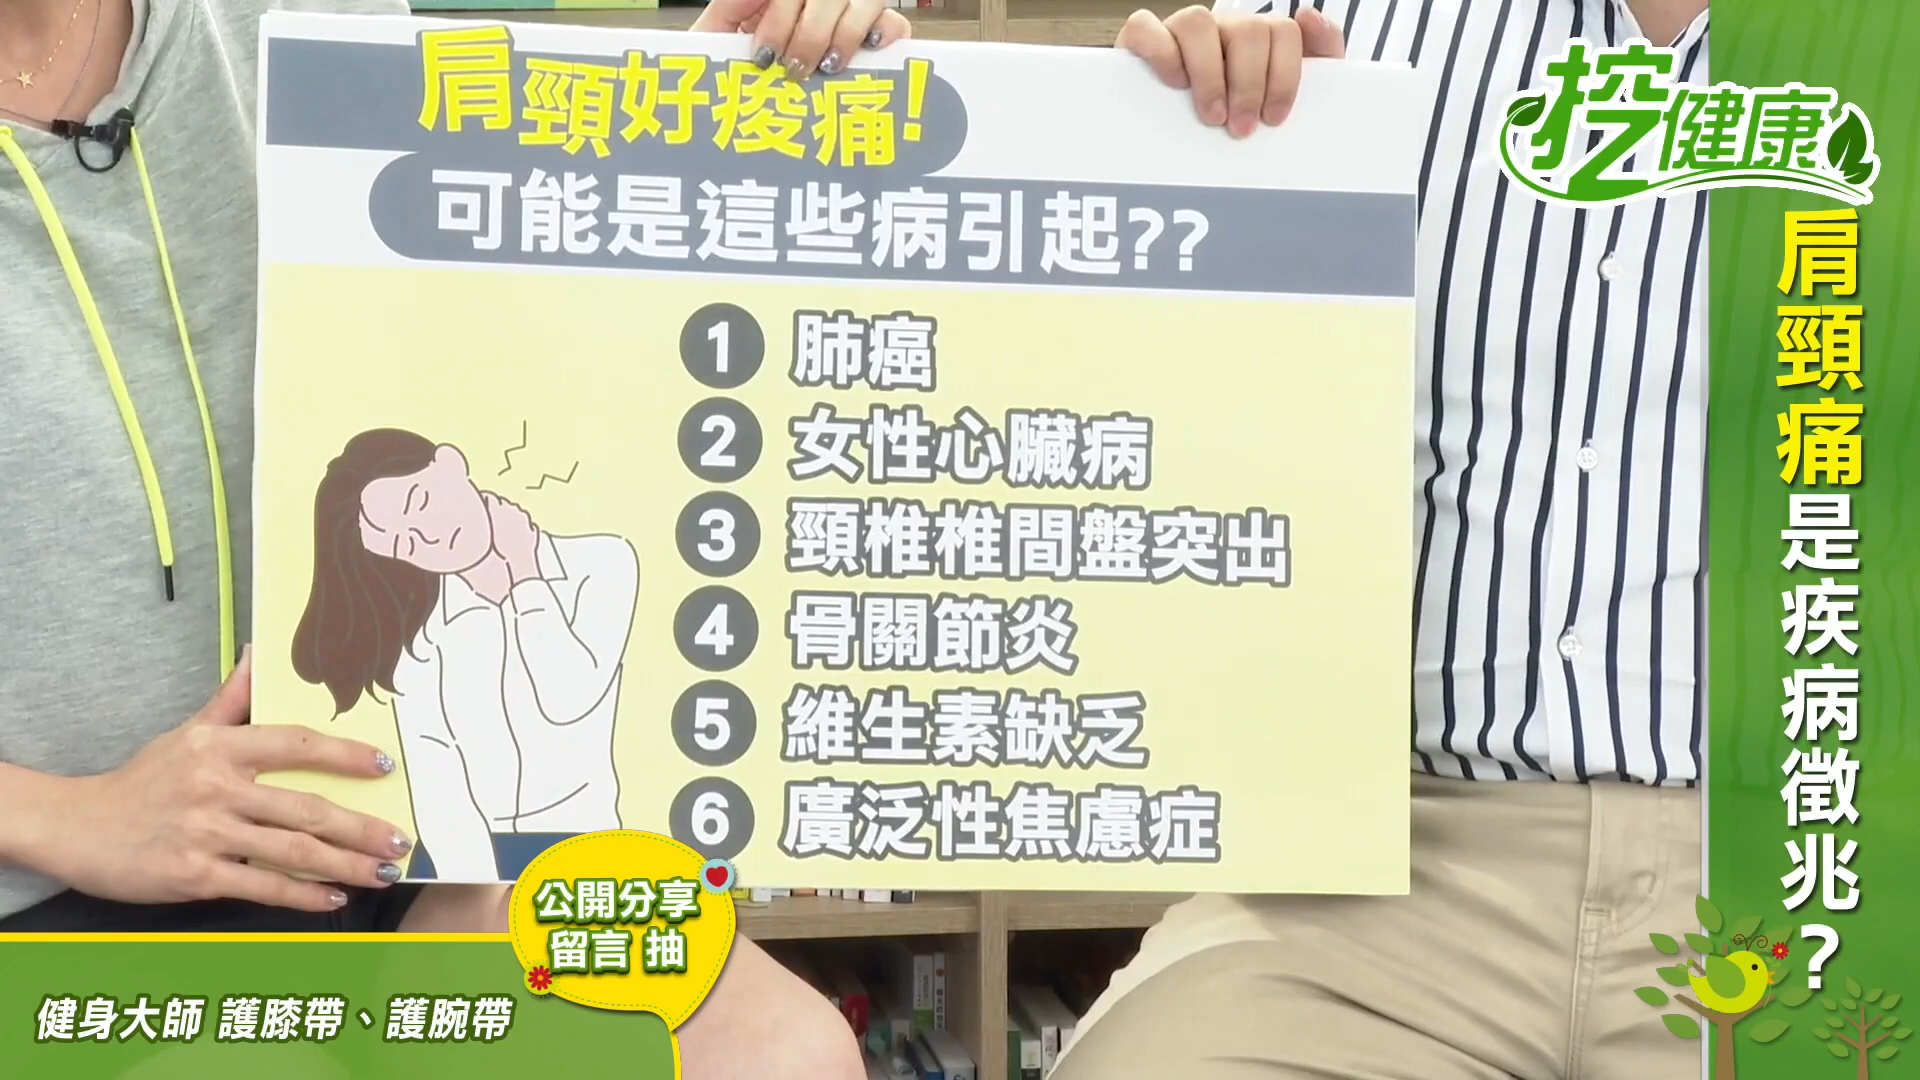 肩頸好痠痛!
可能是這些病引起??
1 肺癌
2 女性心臟病
3 頸椎椎間盤突出
4 骨關節炎
5 維生素缺乏
6 廣泛性焦慮症
挖健康
肩頸痛是疾病徵兆?
公開分享
留言 抽
健身大師 護膝帶、護腕帶